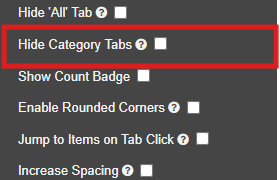 Hide 'All' Tab ?
Hide Category Tabs ?
Show Count Badge
Enable Rounded Corners ?
Jump to Items on Tab Click ?
Increase Spacing ?